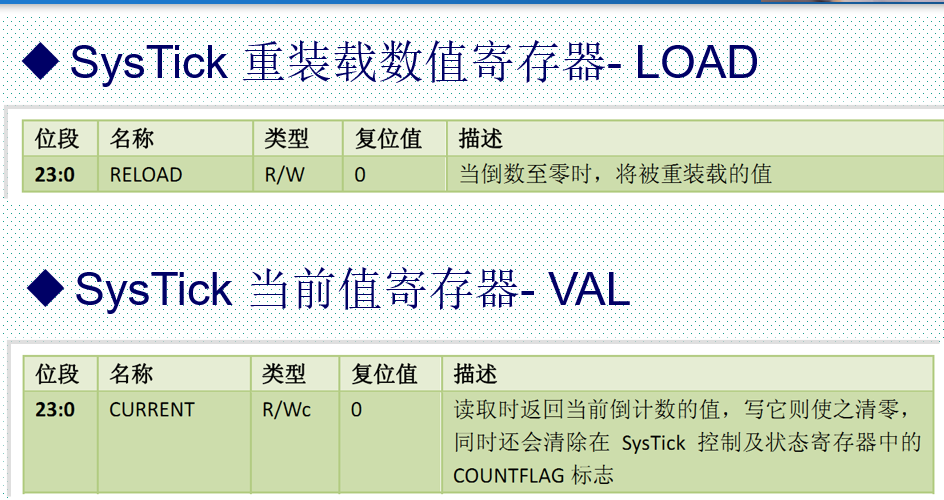 ◆ SysTick 重装载数值寄存器- LOAD
位段 名称 类型 复位值 描述
23:0 RELOAD R/W 0 当倒数至零时，将被重装载的值
◆ SysTick 当前值寄存器- VAL
位段 名称 类型 复位值 描述
23:0 CURRENT R/Wc 0 读取时返回当前倒计数的值，写它则使之清零，
同时还会清除在 SysTick 控制及状态寄存器中的
COUNTFLAG 标志